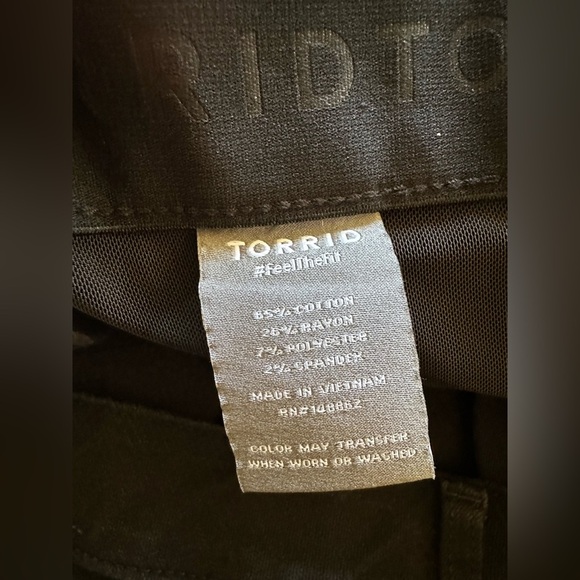 RIDTO
TORRID
#FeelTheFit
65% COTTON
26% RAYON
7% POLYESTER
2% SPANDEX
MADE IN VIETNAM
RN#148862
COLOR MAY TRANSFER
WHEN WORN OR WASHED